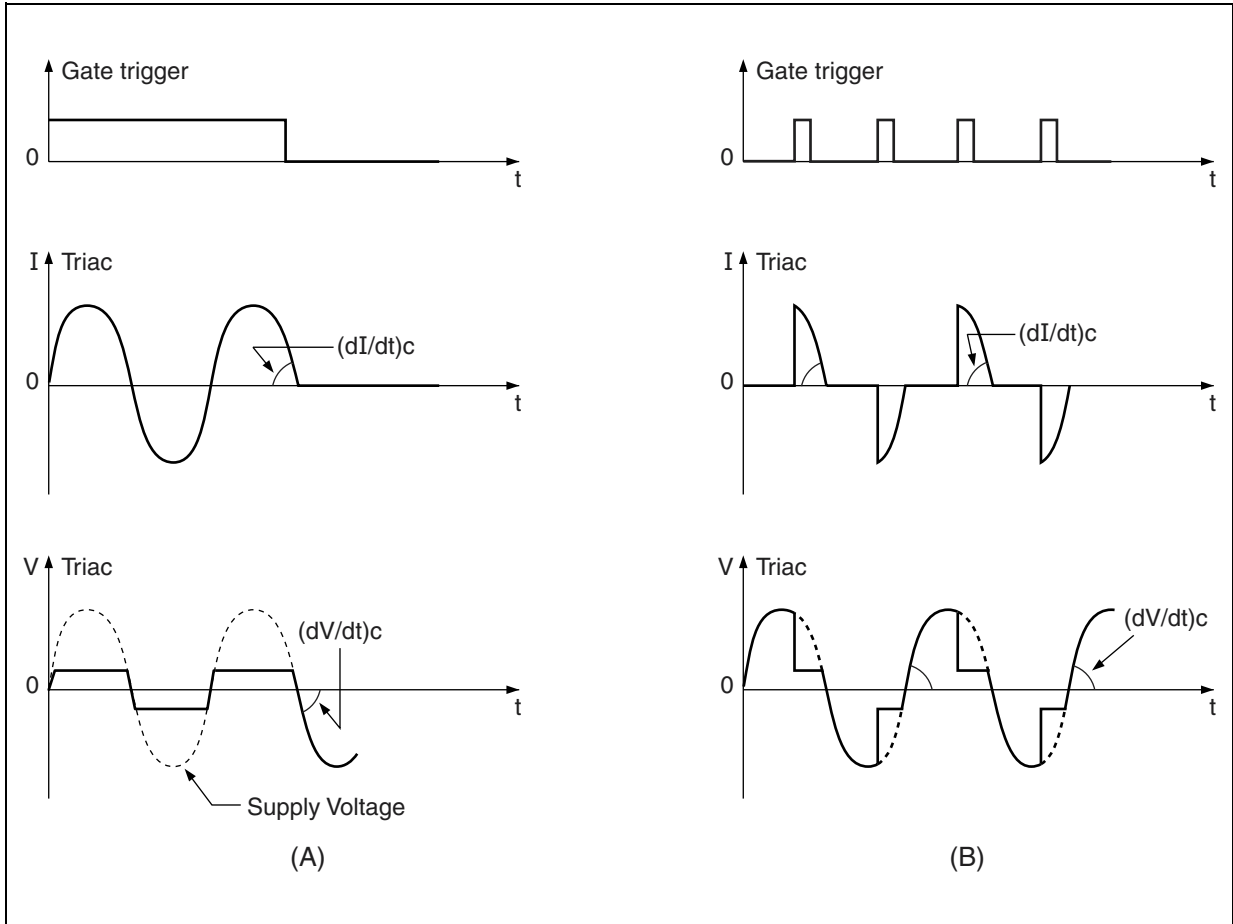 Gate trigger
0
t
I Triac
(dI/dt)c
0
t
V Triac
(dV/dt)c
0
t
Supply Voltage
(A)
Gate trigger
0
t
I Triac
(dI/dt)c
0
t
V Triac
(dV/dt)c
0
t
(B)